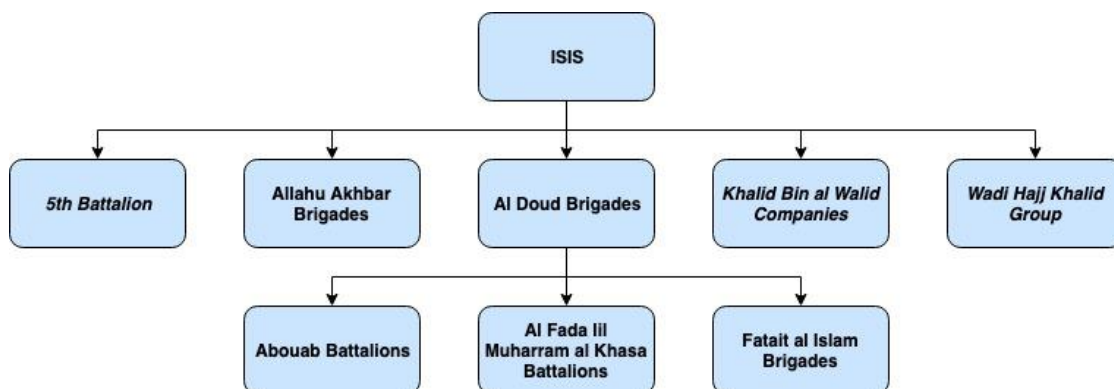 ISIS
5th Battalion
Allahu Akhbar
Brigades
Al Doud Brigades
Khalid Bin al Walid
Companies
Wadi Hajj Khalid
Group
Abouab Battalions
Al Fada lil
Muharram al Khasa
Battalions
Fatait al Islam
Brigades